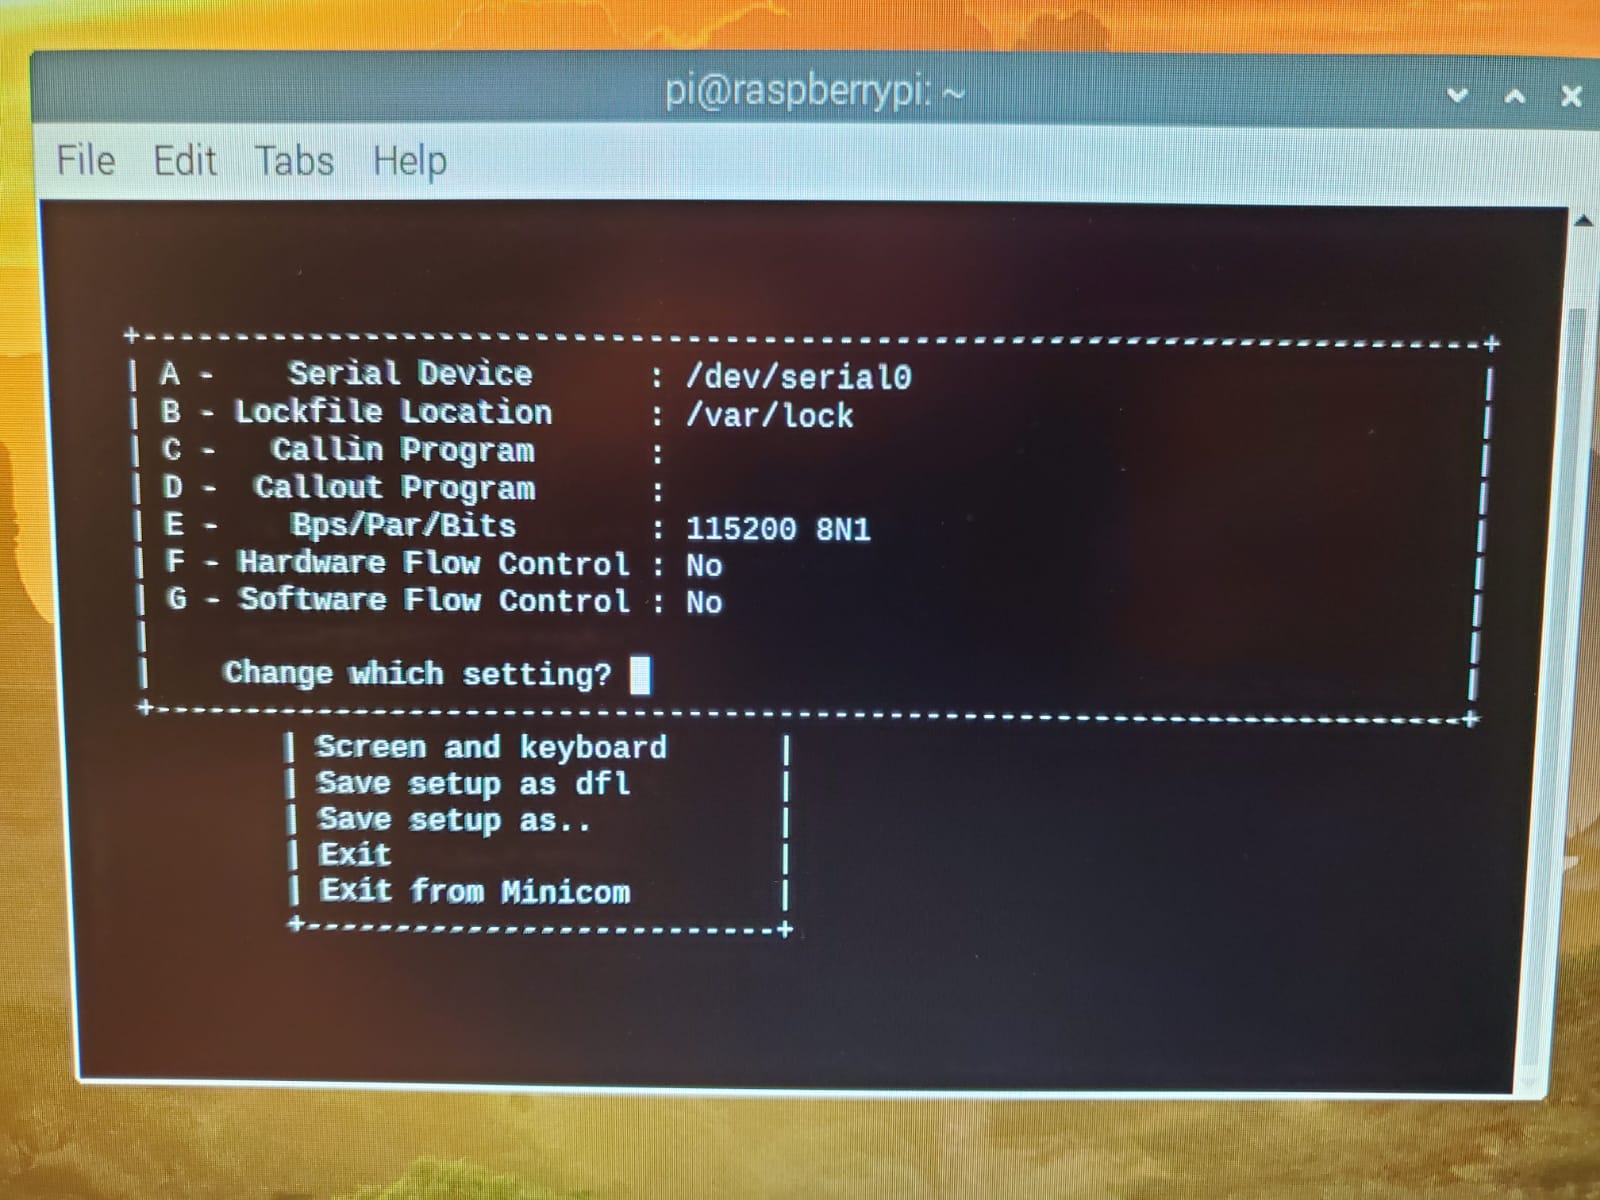 pi@raspberrypi: ~
File Edit Tabs Help
A - Serial Device : /dev/serial0
B - Lockfile Location : /var/lock
C - Callin Program :
D - Callout Program :
E - Bps/Par/Bits : 115200 8N1
F - Hardware Flow Control : No
G - Software Flow Control : No
Change which setting?
Screen and keyboard
Save setup as dfl
Save setup as..
Exit
Exit from Minicom